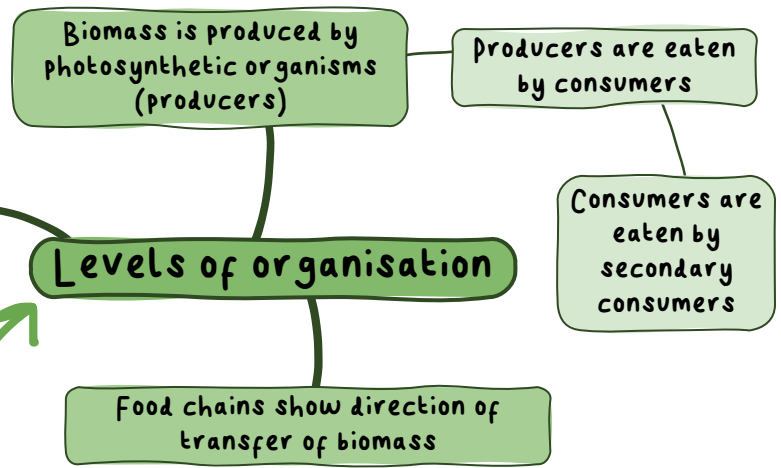 Biomass is produced by
photosynthetic organisms
(producers)
Producers are eaten
by consumers
Consumers are
eaten by
secondary
consumers
Levels of organisation
Food chains show direction of
transfer of biomass